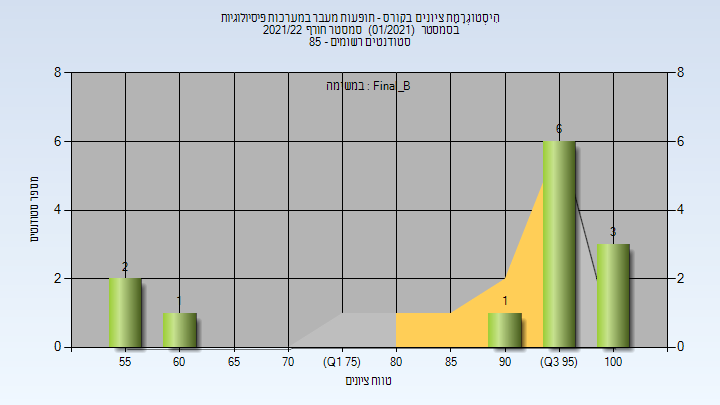 היסטוגרמת ציונים בקורס - תופעות מעבר במערכות פיסיולוגיות
בסמסטר (01/2021) סמסטר חורף 2021/22
סטודנטים רשומים - 85
במשימה : Final_B
מספר סטודנטים
8 8
6 6
4 4
2 2
0 0
2 1 1 6 3
55 60 65 70 (Q1 75) 80 85 90 (Q3 95) 100
טווח ציונים